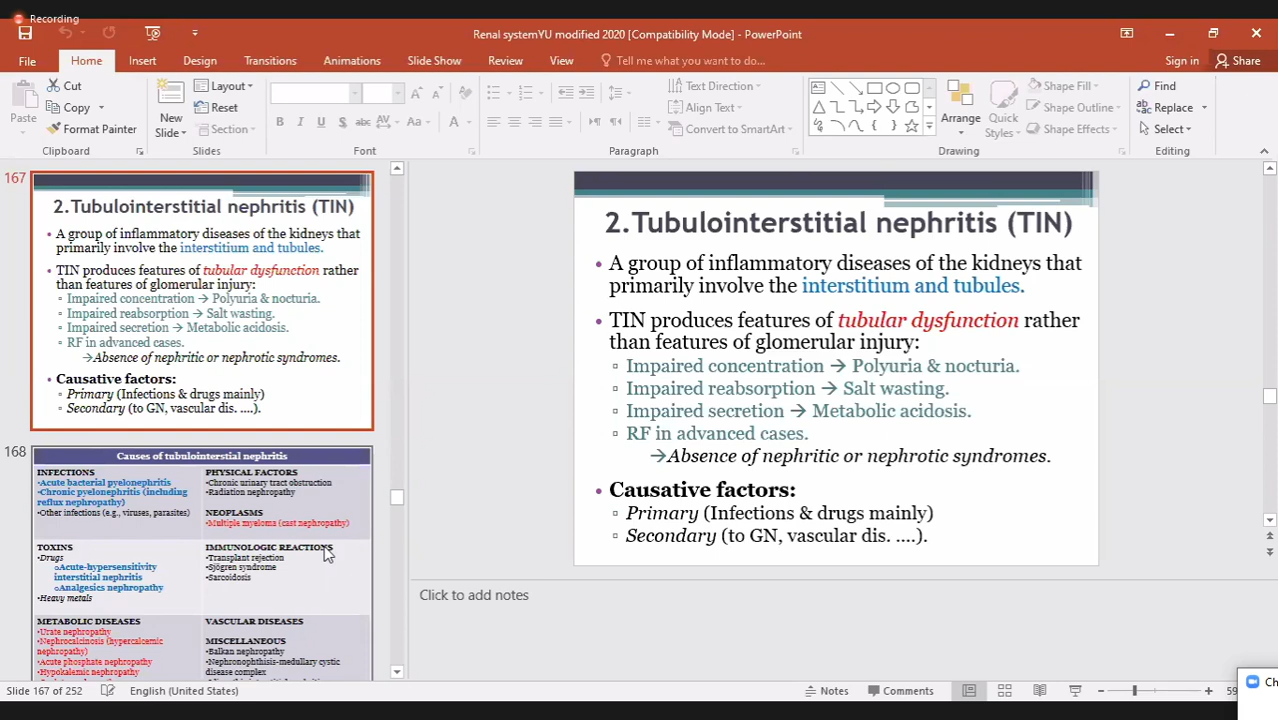 Recording
Renal systemYU modified 2020 [Compatibility Mode] - PowerPoint
File
Home
Insert
Design
Transitions
Animations
Slide Show
Review
View
Tell me what you want to do...
Sign in
Share
Paste
Cut
Copy
Format Painter
Clipboard
New
Slide
Layout
Reset
Section
Slides
B I U S abc AV Aa A
Font
Paragraph
Text Direction
Align Text
Convert to SmartArt
Arrange
Quick
Styles
Shape Fill
Shape Outline
Shape Effects
Drawing
Find
Replace
Select
Editing
167
2.Tubulointerstitial nephritis (TIN)
• A group of inflammatory diseases of the kidneys that
primarily involve the interstitium and tubules.
• TIN produces features of tubular dysfunction rather
than features of glomerular injury:
▫ Impaired concentration → Polyuria & nocturia.
▫ Impaired reabsorption → Salt wasting.
▫ Impaired secretion → Metabolic acidosis.
▫ RF in advanced cases.
→Absence of nephritic or nephrotic syndromes.
• Causative factors:
▫ Primary (Infections & drugs mainly)
▫ Secondary (to GN, vascular dis. ....).
168
Causes of tubulointerstial nephritis
INFECTIONS
•Acute bacterial pyelonephritis
•Chronic pyelonephritis (including
reflux nephropathy)
•Other infections (e.g., viruses, parasites)
PHYSICAL FACTORS
•Chronic urinary tract obstruction
•Radiation nephropathy
NEOPLASMS
•Multiple myeloma (cast nephropathy)
TOXINS
•Drugs
oAcute-hypersensitivity
interstitial nephritis
oAnalgesics nephropathy
•Heavy metals
IMMUNOLOGIC REACTIONS
•Transplant rejection
•Sjögren syndrome
•Sarcoidosis
METABOLIC DISEASES
•Urate nephropathy
•Nephrocalcinosis (hypercalcemic
nephropathy)
•Acute phosphate nephropathy
•Hypokalemic nephropathy
VASCULAR DISEASES
MISCELLANEOUS
•Balkan nephropathy
•Nephronophthisis-medullary cystic
disease complex
2.Tubulointerstitial nephritis (TIN)
• A group of inflammatory diseases of the kidneys that
primarily involve the interstitium and tubules.
• TIN produces features of tubular dysfunction rather
than features of glomerular injury:
▫ Impaired concentration → Polyuria & nocturia.
▫ Impaired reabsorption → Salt wasting.
▫ Impaired secretion → Metabolic acidosis.
▫ RF in advanced cases.
→Absence of nephritic or nephrotic syndromes.
• Causative factors:
▫ Primary (Infections & drugs mainly)
▫ Secondary (to GN, vascular dis. ....).
Click to add notes
Slide 167 of 252
English (United States)
Notes
Comments